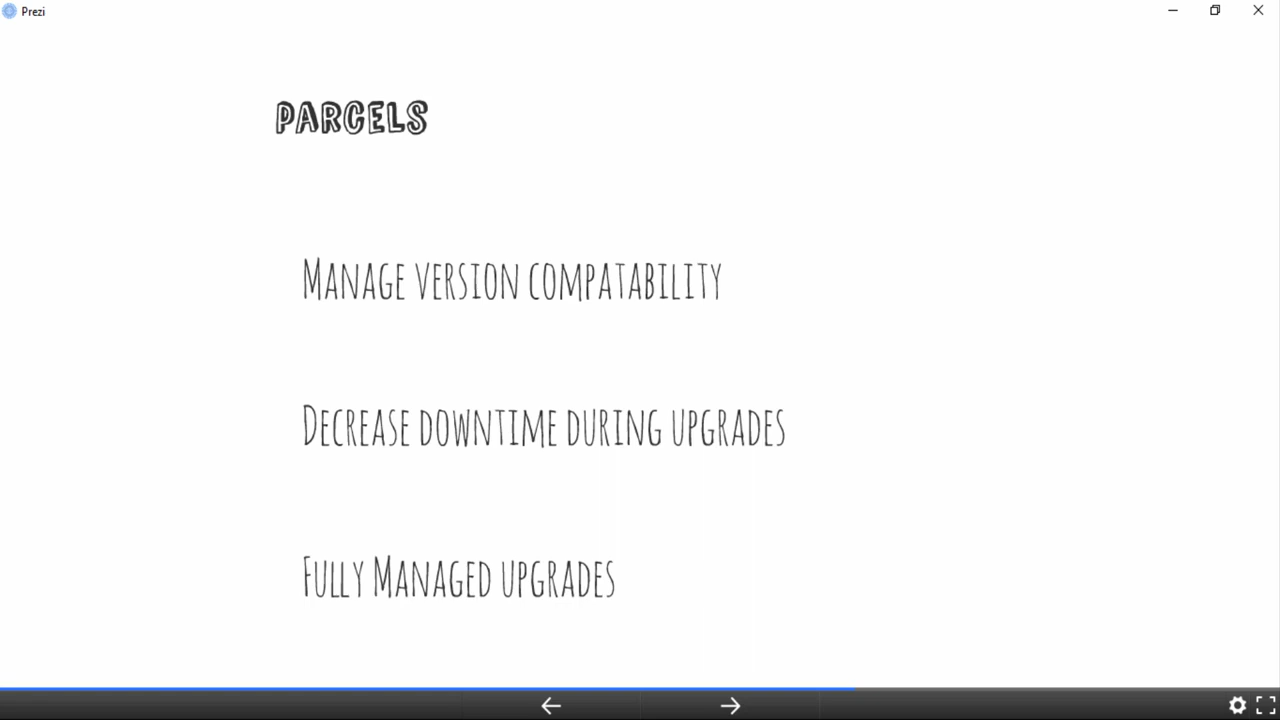 Prezi
PARCELS
MANAGE VERSION COMPATABILITY
DECREASE DOWNTIME DURING UPGRADES
FULLY MANAGED UPGRADES